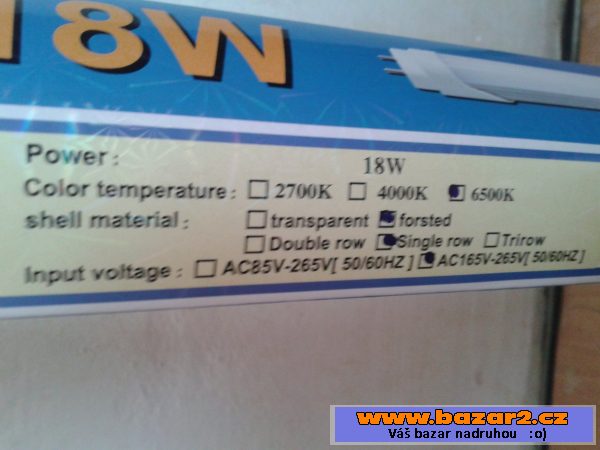 18W
Power: 18W
Color temperature: 2700K 4000K 6500K
shell material: transparent forsted
Double row Single row Trirow
Input voltage: AC85V-265V[ 50/60HZ ] AC165V-265V[ 50/60HZ ]
www.bazar2.cz
Váš bazar nadruhou :o)